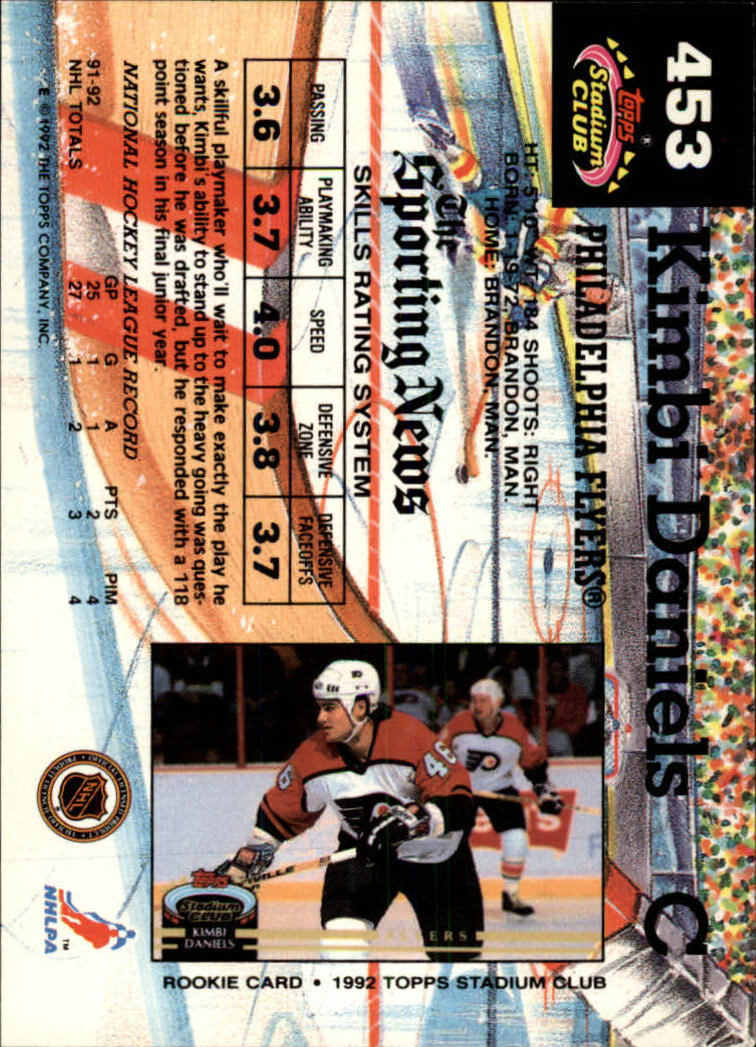 453
topps®
Stadium
CLUB
Kimbi Daniels C
PHILADELPHIA FLYERS®
HT: 5'10" WT: 184 SHOOTS: RIGHT
BORN: 1-19-72, BRANDON, MAN.
HOME: BRANDON, MAN.
The
Sporting News
SKILLS RATING SYSTEM
PASSING PLAYMAKING ABILITY SPEED DEFENSIVE ZONE DEFENSIVE FACEOFFS
3.6 3.7 4.0 3.8 3.7
A skillful playmaker who'll wait to make exactly the play he
wants, Kimbi's ability to stand up to the heavy going was ques-
tioned before he was drafted, but he responded with a 118
point season in his final junior year.
NATIONAL HOCKEY LEAGUE RECORD
GP G A PTS PIM
91-92 25 1 1 2 4
NHL TOTALS 27 1 2 3 4
E © 1992 THE TOPPS COMPANY, INC.
46
topps
Stadium
CLUB
KIMBI
DANIELS
ROOKIE CARD • 1992 TOPPS STADIUM CLUB
NHL
NHLPA™